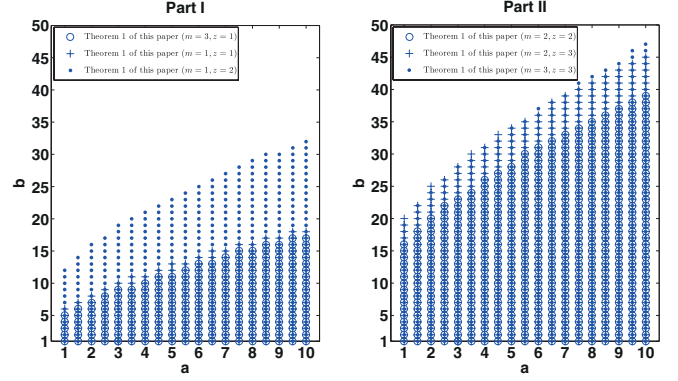 Part I
Theorem 1 of this paper (m = 3, z = 1)
Theorem 1 of this paper (m = 1, z = 1)
Theorem 1 of this paper (m = 1, z = 2)
50
45
40
35
30
25
20
15
10
5
1
b
1 2 3 4 5 6 7 8 9 10
a
Part II
Theorem 1 of this paper (m = 2, z = 2)
Theorem 1 of this paper (m = 2, z = 3)
Theorem 1 of this paper (m = 3, z = 3)
50
45
40
35
30
25
20
15
10
5
1
b
1 2 3 4 5 6 7 8 9 10
a